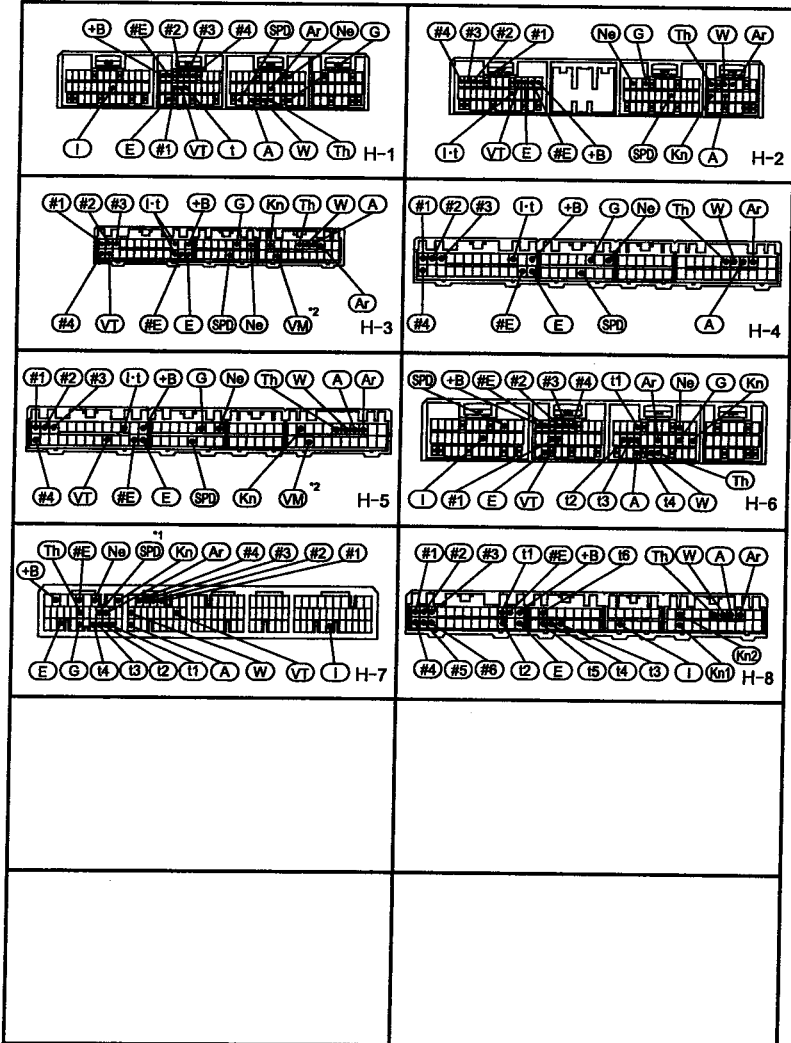 +B #E #2 #3 #4 SPD Ar Ne G
I E #1 VT t A W Th H-1
#4 #3 #2 #1 Ne G Th W Ar
I·t VT E #E +B SPD Kn A H-2
#1 #2 #3 I·t +B G Kn Th W A
Ar
#4 VT #E E SPD Ne VM *2 H-3
#1 #2 #3 I·t +B G Ne Th W Ar
#4 #E E SPD A H-4
#1 #2 #3 I·t +B G Ne Th W A Ar
#4 VT #E E SPD Kn VM *2 H-5
SPD +B #E #2 #3 #4 t1 Ar Ne G Kn
Th
I #1 E VT t2 t3 A t4 W H-6
*1
+B Th #E Ne SPD Kn Ar #4 #3 #2 #1
E G t4 t3 t2 t1 A W VT I
H-7
#1 #2 #3 t1 #E +B t6 Th W A Ar
Kn2
#4 #5 #6 t2 E t5 t4 t3 I Kn1 H-8